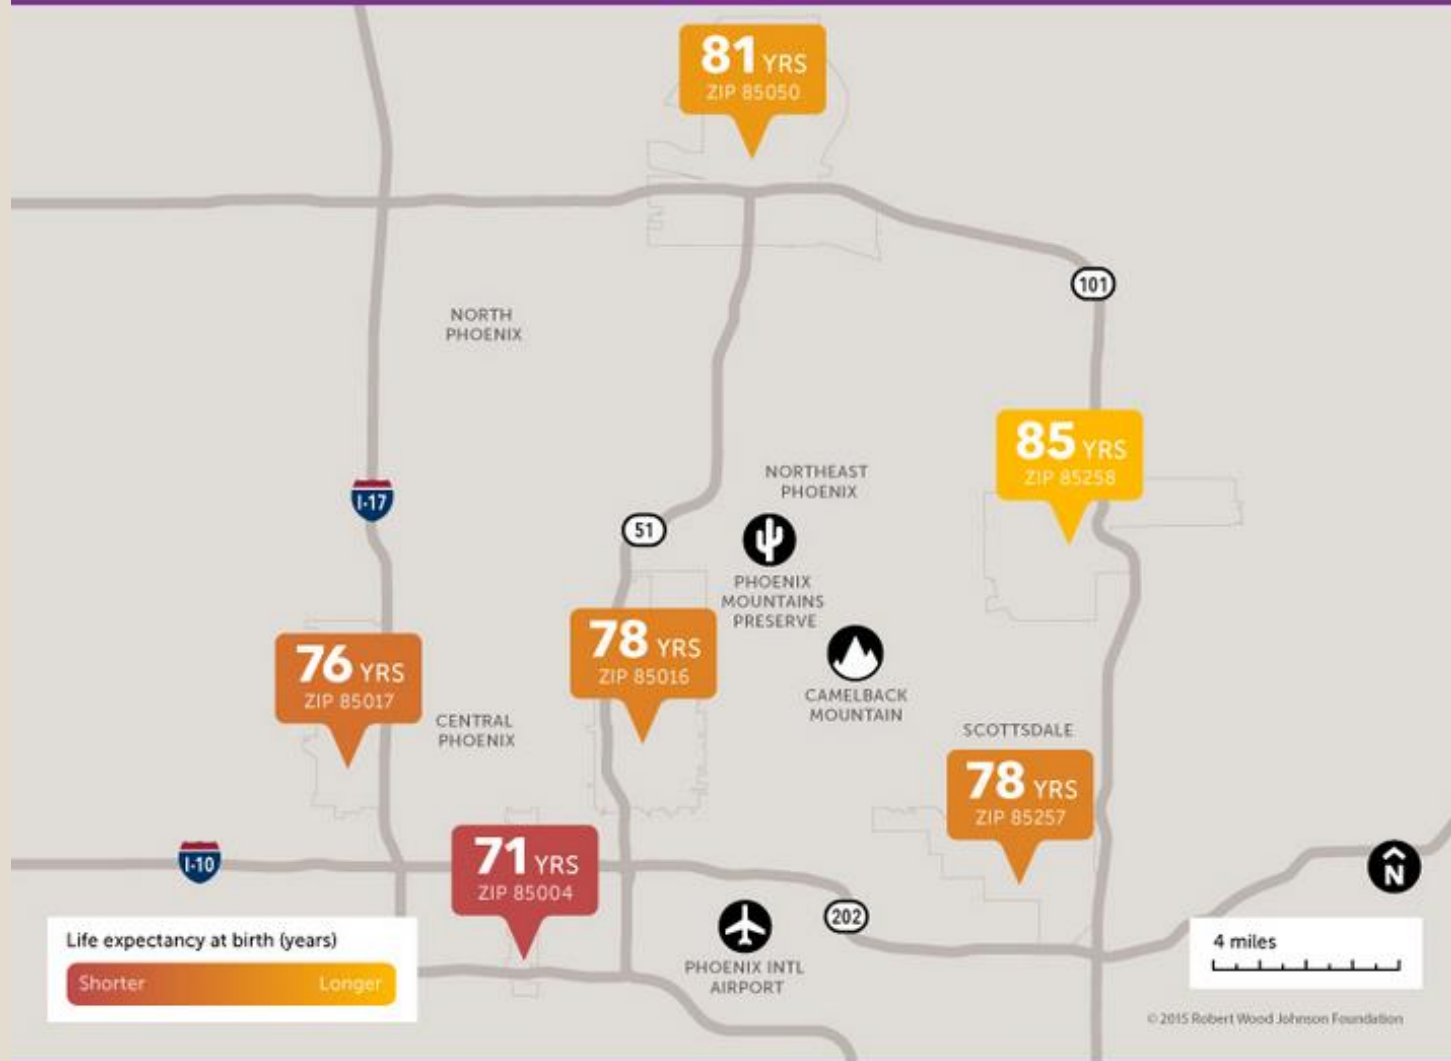 81 YRS
ZIP 85050
101
NORTH
PHOENIX
85 YRS
ZIP 85258
NORTHEAST
PHOENIX
I-17
51
PHOENIX
MOUNTAINS
PRESERVE
78 YRS
ZIP 85016
76 YRS
ZIP 85017
CAMELBACK
MOUNTAIN
CENTRAL
PHOENIX
SCOTTSDALE
78 YRS
ZIP 85257
71 YRS
ZIP 85004
I-10
N
202
Life expectancy at birth (years)
Shorter Longer
PHOENIX INTL
AIRPORT
4 miles
© 2015 Robert Wood Johnson Foundation